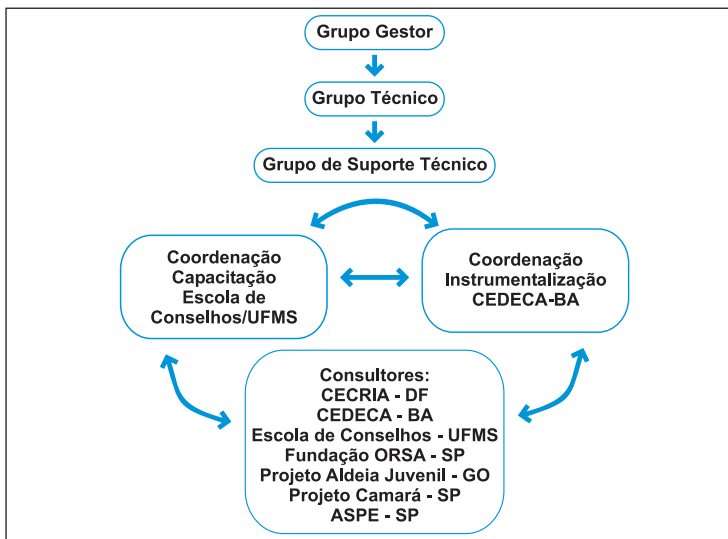 Grupo Gestor
Grupo Técnico
Grupo de Suporte Técnico
Coordenação
Capacitação
Escola de
Conselhos/UFMS
Coordenação
Instrumentalização
CEDECA-BA
Consultores:
CECRIA - DF
CEDECA - BA
Escola de Conselhos - UFMS
Fundação ORSA - SP
Projeto Aldeia Juvenil - GO
Projeto Camará - SP
ASPE - SP